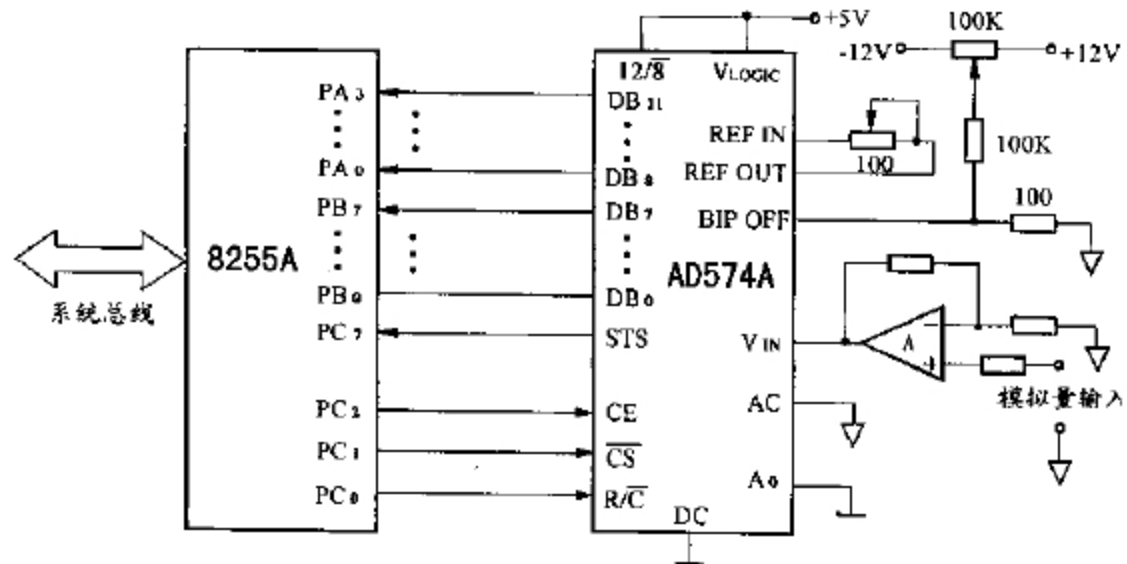 +5V
100K
-12V
+12V
12/8̅
VLOGIC
PA3
DB11
REF IN
100
100K
PA0
DB8
REF OUT
PB7
DB7
BIP OFF
100
8255A
AD574A
系统总线
PB0
DB0
PC7
STS
VIN
A
模拟量输入
PC2
CE
AC
PC1
C̅S̅
PC0
R/C̅
A0
DC